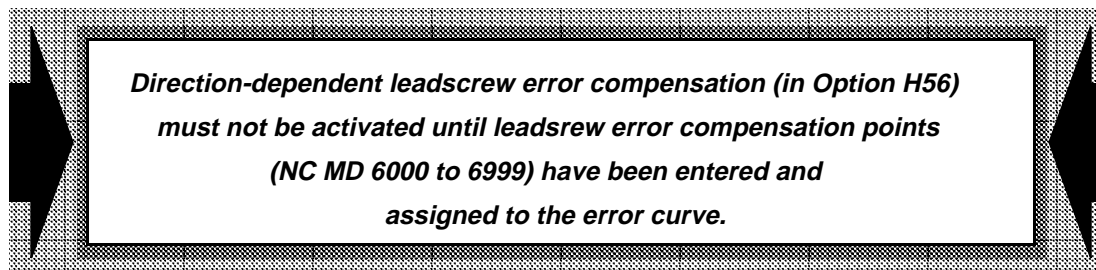 Direction-dependent leadscrew error compensation (in Option H56)
must not be activated until leadsrew error compensation points
(NC MD 6000 to 6999) have been entered and
assigned to the error curve.